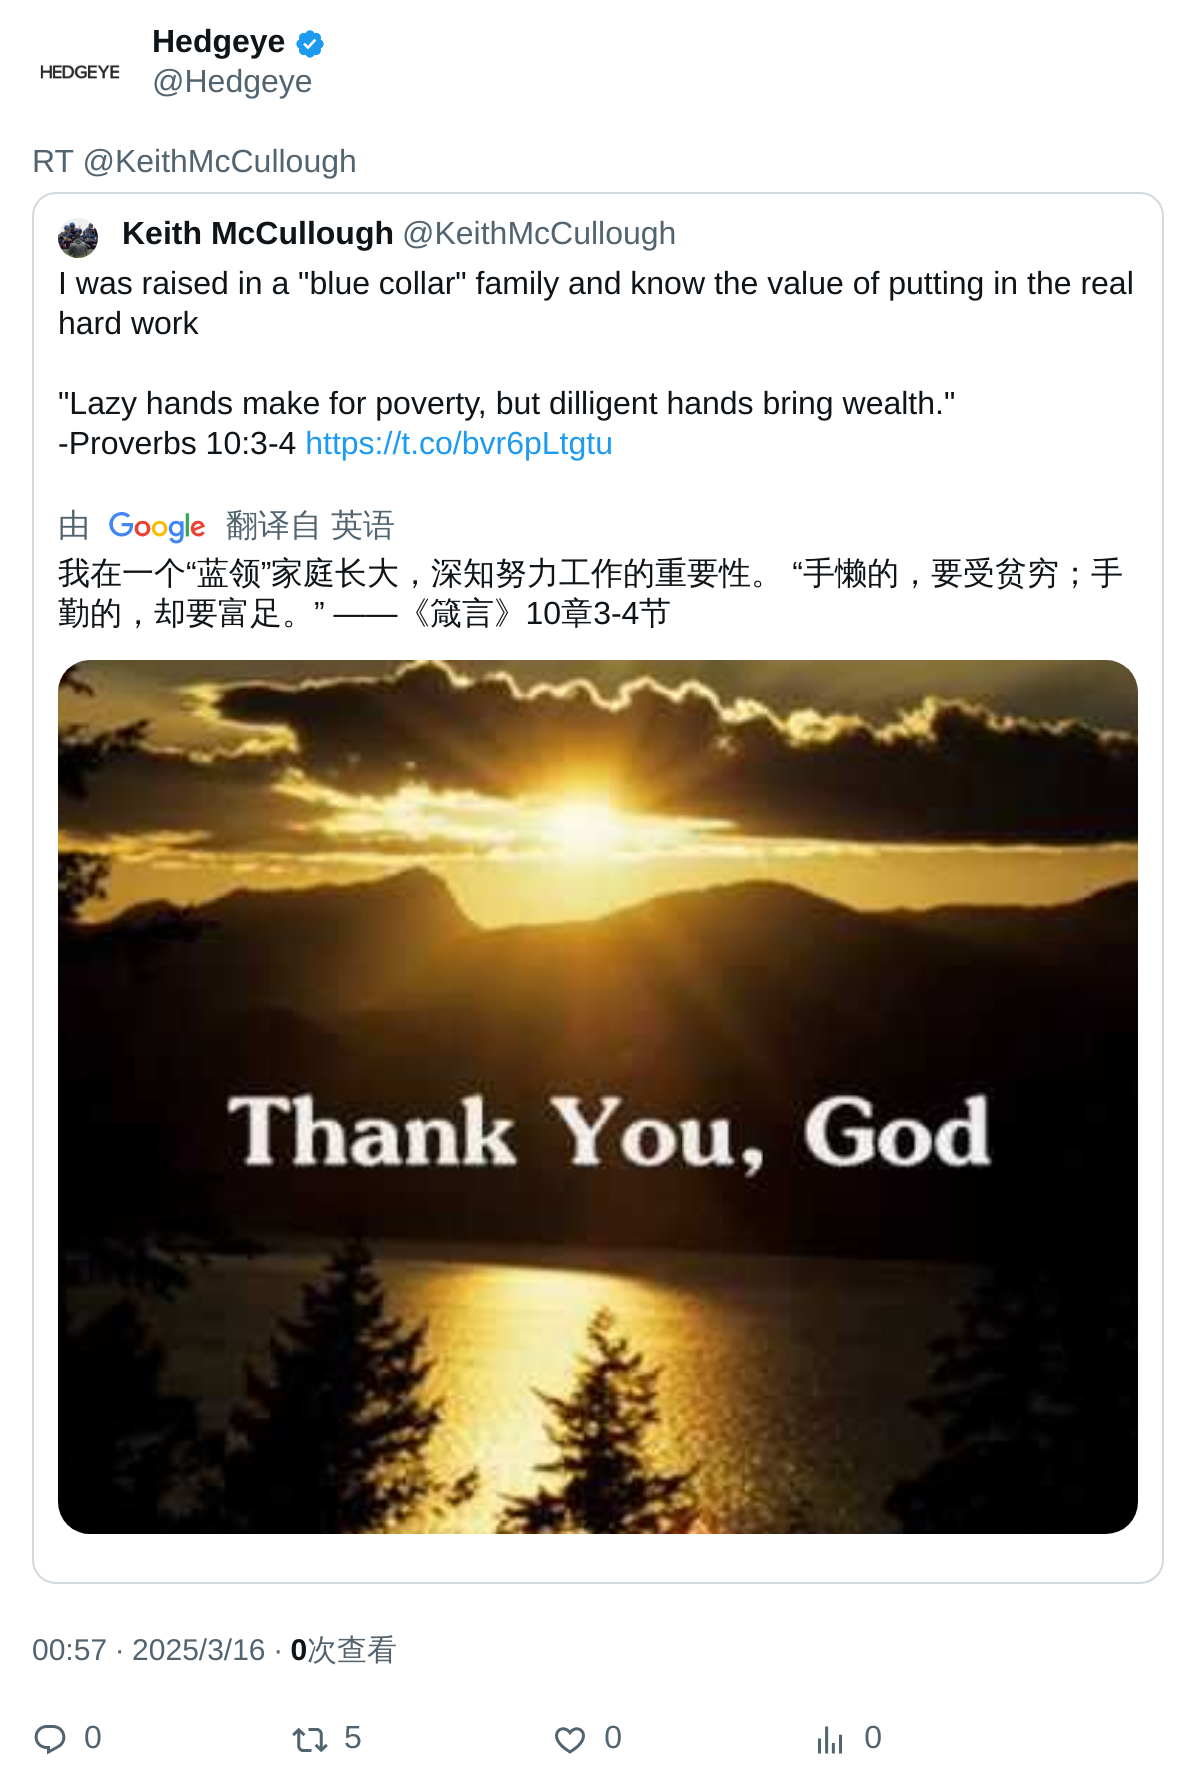 HEDGEYE
Hedgeye
@Hedgeye
RT @KeithMcCullough
Keith McCullough @KeithMcCullough
I was raised in a "blue collar" family and know the value of putting in the real
hard work
"Lazy hands make for poverty, but dilligent hands bring wealth."
-Proverbs 10:3-4 https://t.co/bvr6pLtgtu
由 Google 翻译自 英语
我在一个“蓝领”家庭长大，深知努力工作的重要性。 “手懒的，要受贫穷；手
勤的，却要富足。” ——《箴言》10章3-4节
Thank You, God
00:57 · 2025/3/16 · 0次查看
0 5 0 0